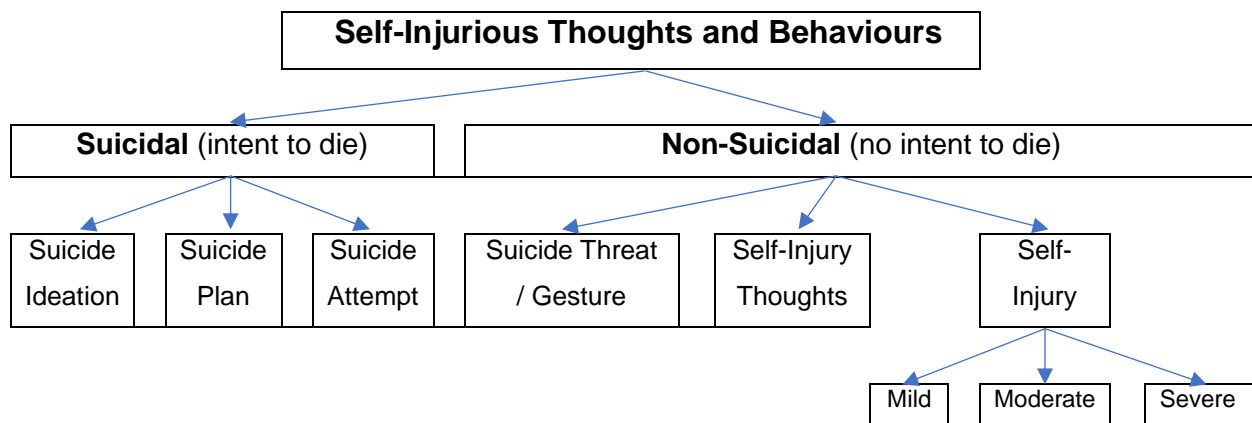 Self-Injurious Thoughts and Behaviours
Suicidal (intent to die)
Non-Suicidal (no intent to die)
Suicide
Ideation
Suicide
Plan
Suicide
Attempt
Suicide Threat
/ Gesture
Self-Injury
Thoughts
Self-
Injury
Mild
Moderate
Severe